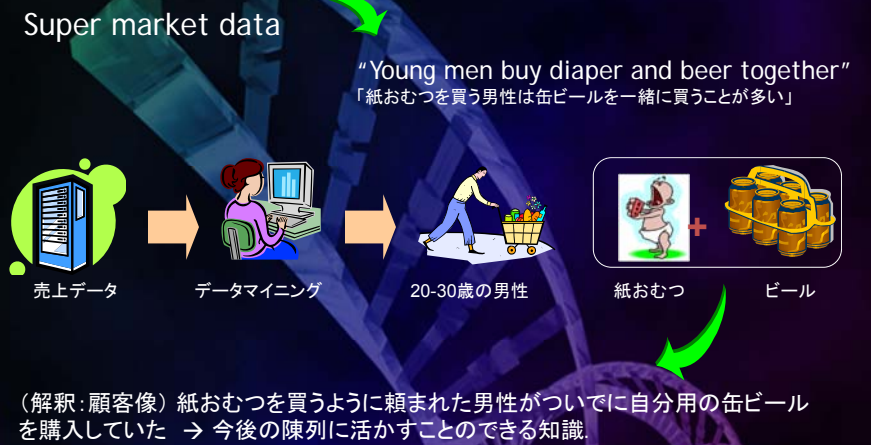 Super market data
“Young men buy diaper and beer together”
「紙おむつを買う男性は缶ビールを一緒に買うことが多い」
+
売上データ
データマイニング
20-30歳の男性
紙おむつ
ビール
（解釈：顧客像） 紙おむつを買うように頼まれた男性がついでに自分用の缶ビール
を購入していた → 今後の陳列に活かすことのできる知識.